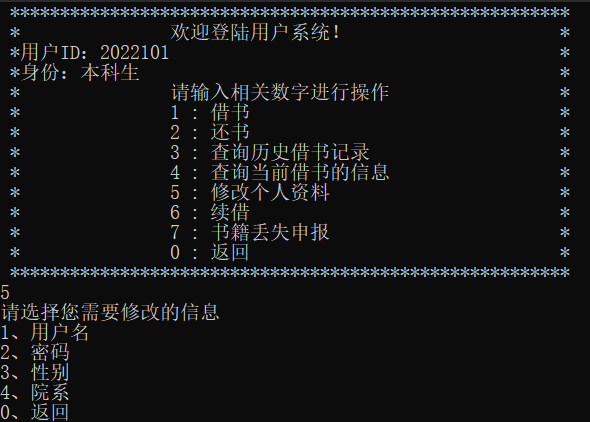 ********************************************************
* 欢迎登陆用户系统! *
*用户ID: 2022101 *
*身份: 本科生 *
* 请输入相关数字进行操作 *
* 1 : 借书 *
* 2 : 还书 *
* 3 : 查询历史借书记录 *
* 4 : 查询当前借书的信息 *
* 5 : 修改个人资料 *
* 6 : 续借 *
* 7 : 书籍丢失申报 *
* 0 : 返回 *
********************************************************
5
请选择您需要修改的信息
1、用户名
2、密码
3、性别
4、院系
0、返回